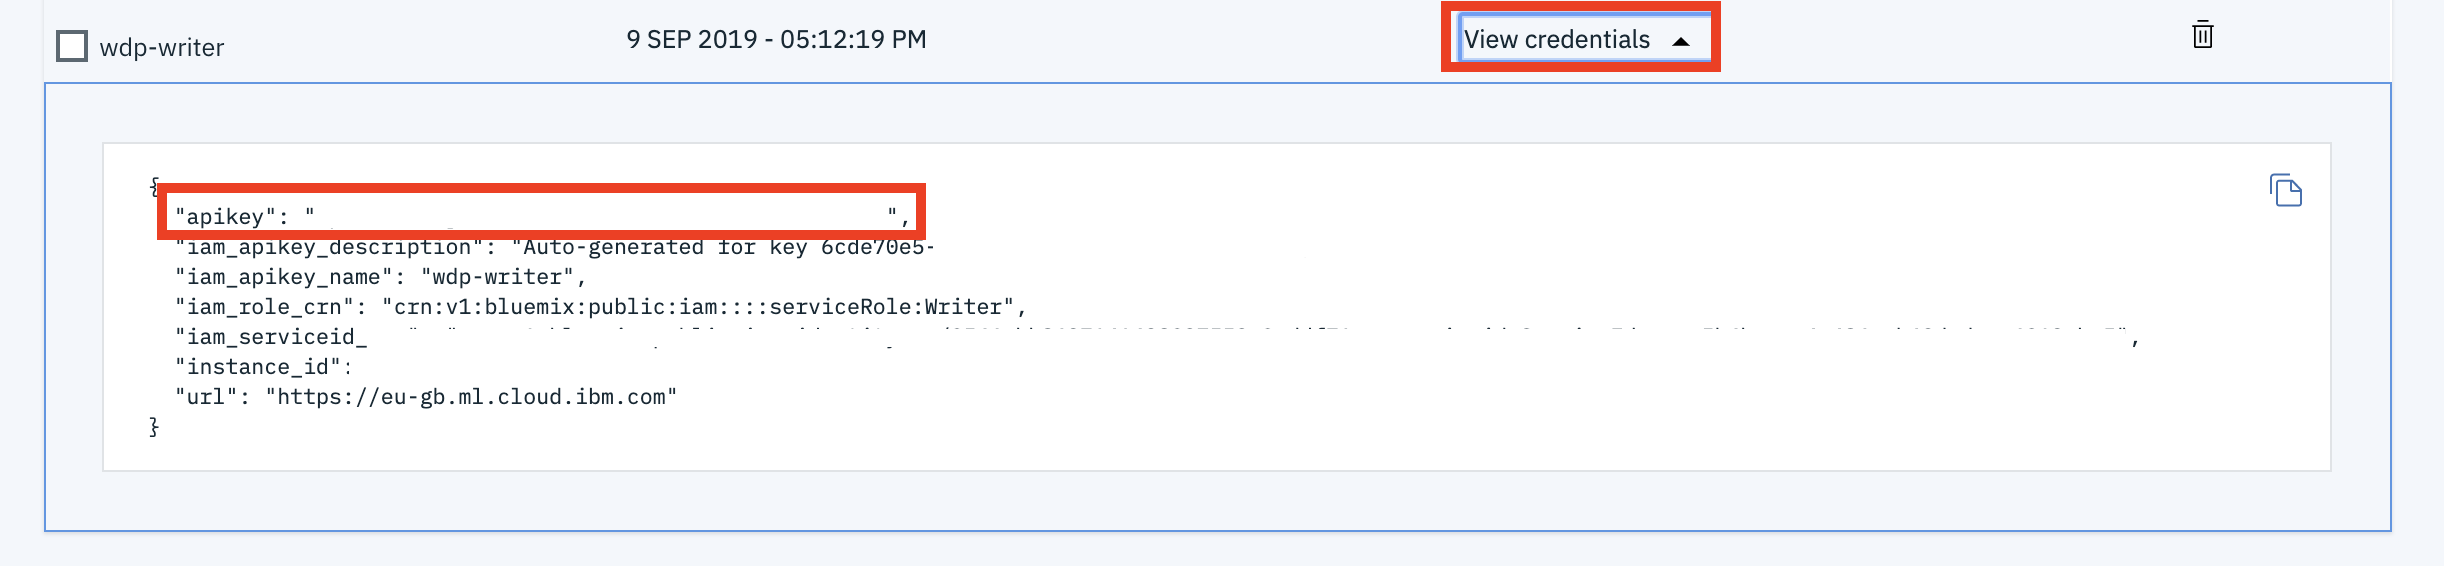 wdp-writer 9 SEP 2019 - 05:12:19 PM View credentials
{
"apikey": " ",
"iam_apikey_description": "Auto-generated for key 6cde70e5-
"iam_apikey_name": "wdp-writer",
"iam_role_crn": "crn:v1:bluemix:public:iam::::serviceRole:Writer",
"iam_serviceid_ ",
"instance_id":
"url": "https://eu-gb.ml.cloud.ibm.com"
}